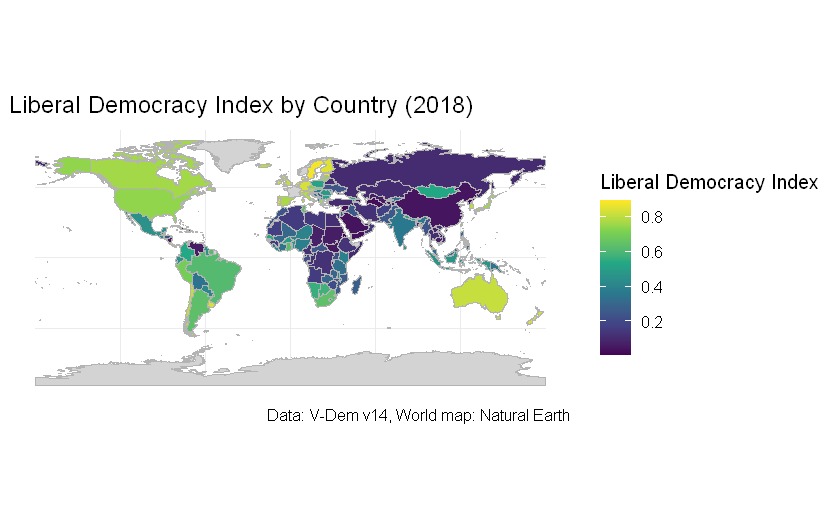 Liberal Democracy Index by Country (2018)
Liberal Democracy Index
0.8
0.6
0.4
0.2
Data: V-Dem v14, World map: Natural Earth